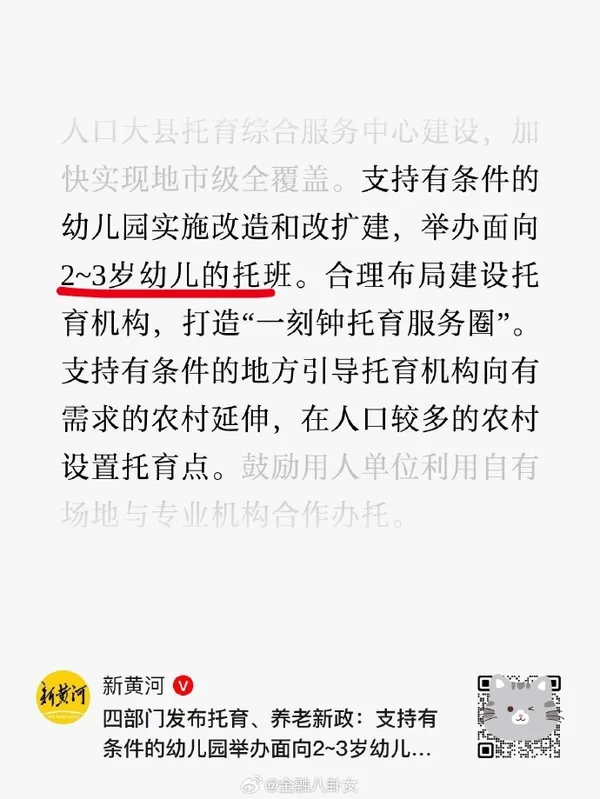 人口大县托育综合服务中心建设，加
快实现地市级全覆盖。支持有条件的
幼儿园实施改造和改扩建，举办面向
2~3岁幼儿的托班。合理布局建设托
育机构，打造“一刻钟托育服务圈”。
支持有条件的地方引导托育机构向有
需求的农村延伸，在人口较多的农村
设置托育点。鼓励用人单位利用自有
场地与专业机构合作办托。
新黄河
新黄河
四部门发布托育、养老新政：支持有
条件的幼儿园举办面向2~3岁幼儿...
@金融八卦女